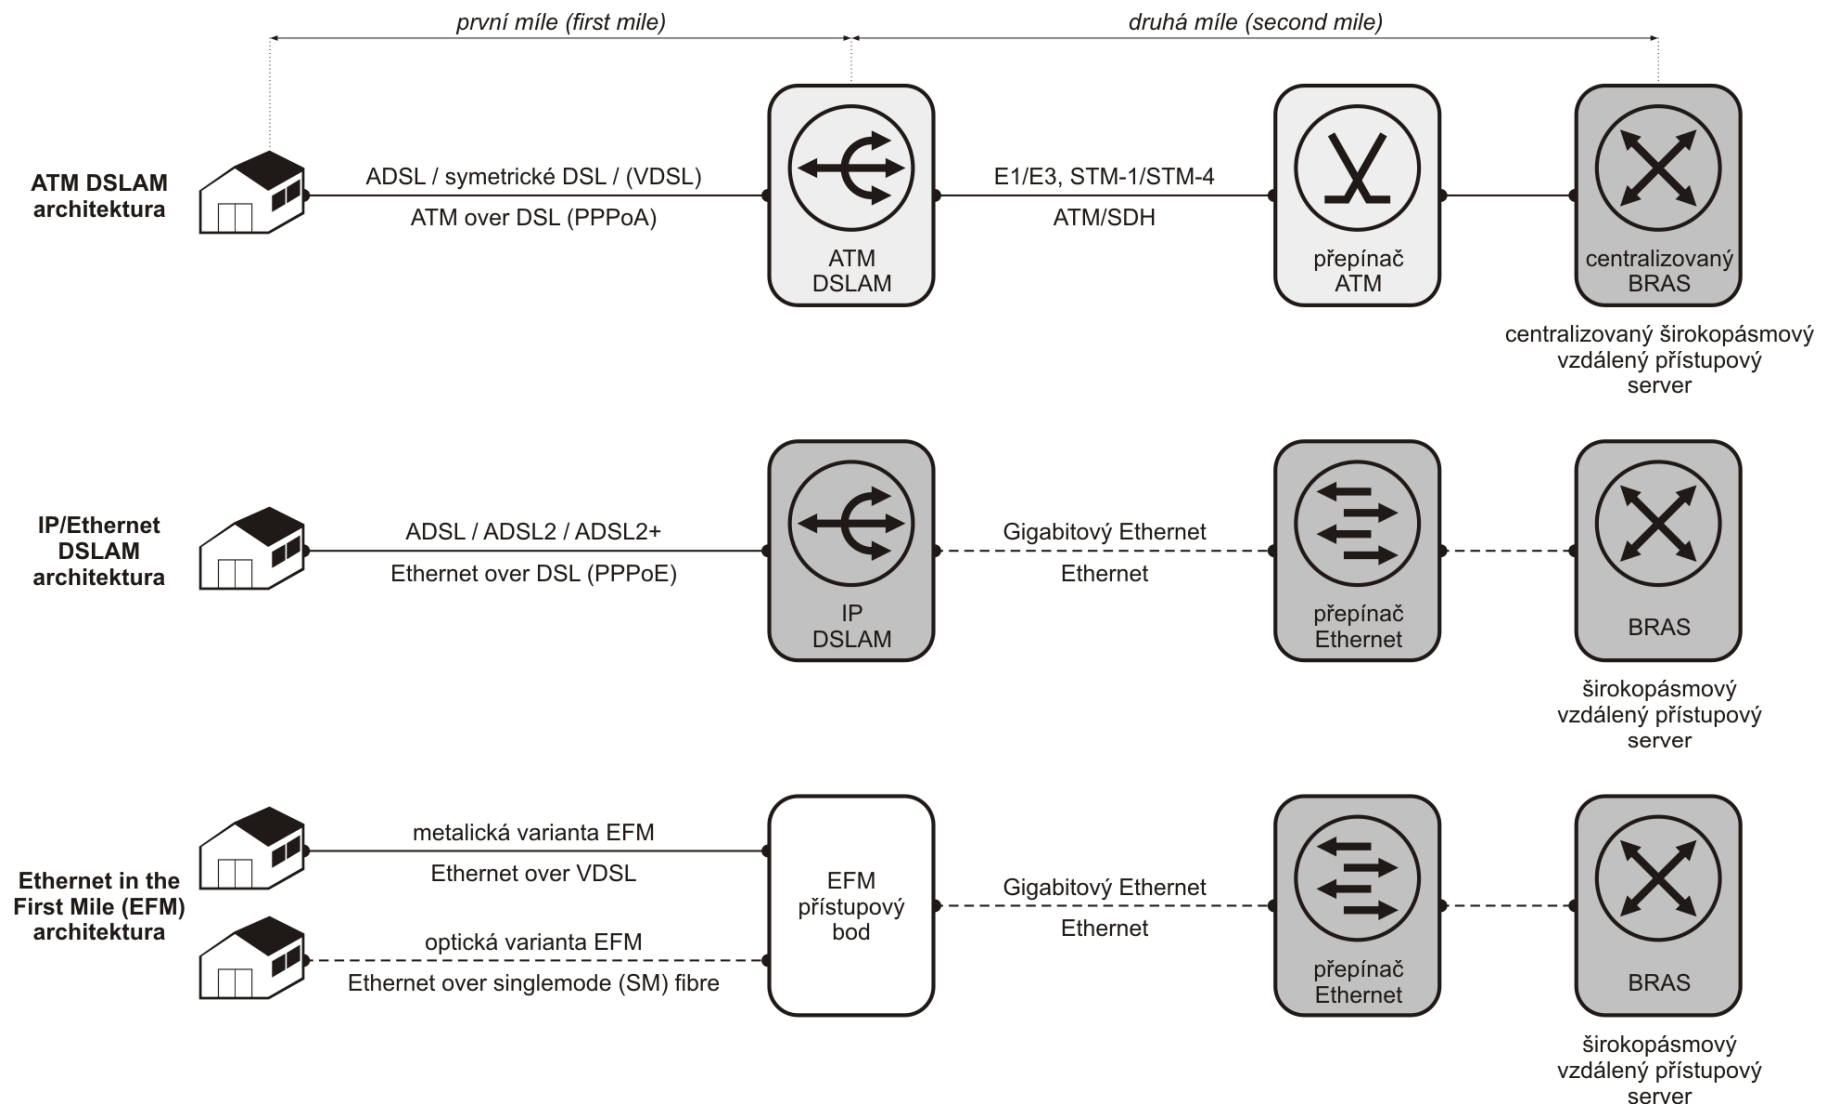 první míle (first mile)
druhá míle (second mile)
ATM DSLAM
architektura
ADSL / symetrické DSL / (VDSL)
ATM over DSL (PPPoA)
ATM
DSLAM
E1/E3, STM-1/STM-4
ATM/SDH
přepínač
ATM
centralizovaný
BRAS
centralizovaný širokopásmový
vzdálený přístupový
server
IP/Ethernet
DSLAM
architektura
ADSL / ADSL2 / ADSL2+
Ethernet over DSL (PPPoE)
IP
DSLAM
Gigabitový Ethernet
Ethernet
přepínač
Ethernet
BRAS
širokopásmový
vzdálený přístupový
server
Ethernet in the
First Mile (EFM)
architektura
metalická varianta EFM
Ethernet over VDSL
optická varianta EFM
Ethernet over singlemode (SM) fibre
EFM
přístupový
bod
Gigabitový Ethernet
Ethernet
přepínač
Ethernet
BRAS
širokopásmový
vzdálený přístupový
server